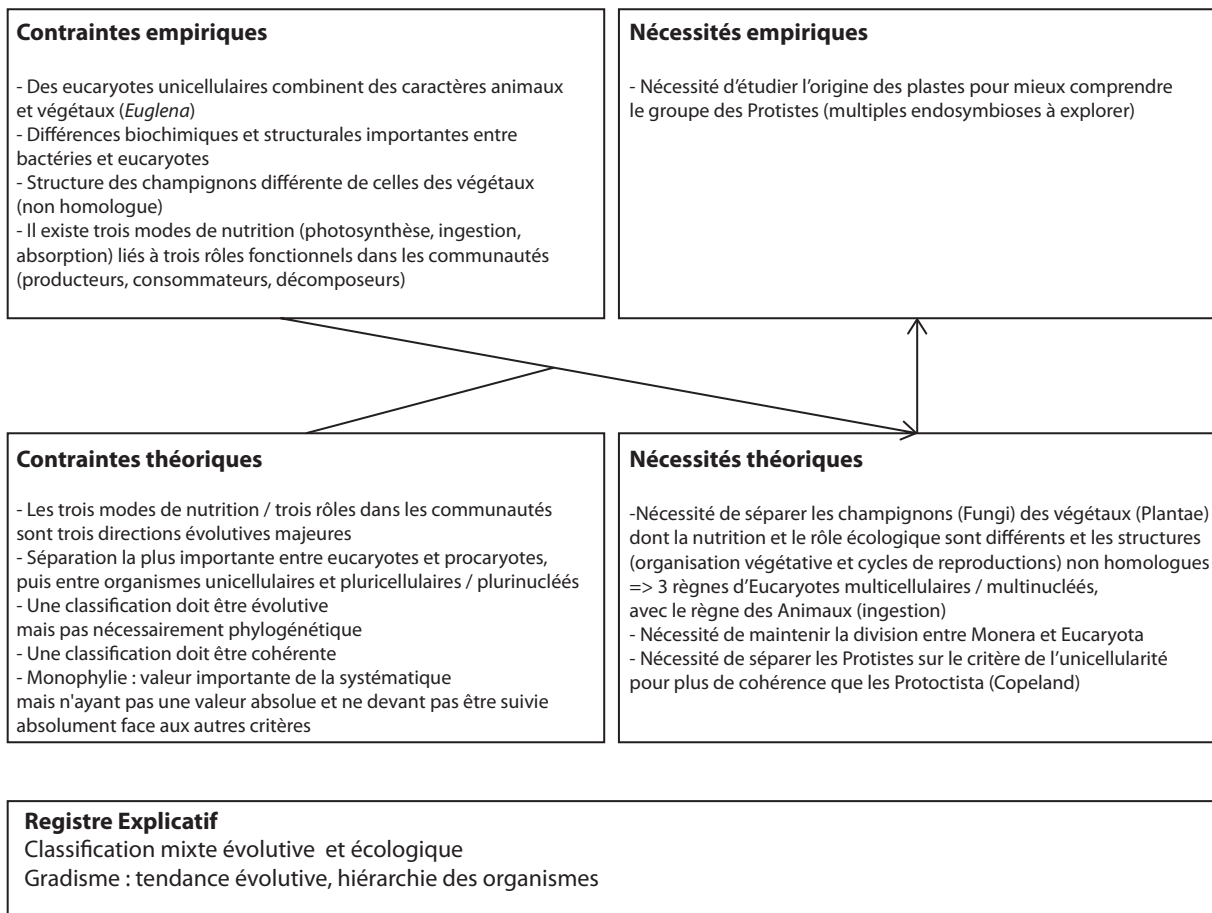 Contraintes empiriques
- Des eucaryotes unicellulaires combinent des caractères animaux
et végétaux (Euglena)
- Différences biochimiques et structurales importantes entre
bactéries et eucaryotes
- Structure des champignons différente de celles des végétaux
(non homologue)
- Il existe trois modes de nutrition (photosynthèse, ingestion,
absorption) liés à trois rôles fonctionnels dans les communautés
(producteurs, consommateurs, décomposeurs)
Nécessités empiriques
- Nécessité d'étudier l'origine des plastes pour mieux comprendre
le groupe des Protistes (multiples endosymbioses à explorer)
Contraintes théoriques
- Les trois modes de nutrition / trois rôles dans les communautés
sont trois directions évolutives majeures
- Séparation la plus importante entre eucaryotes et procaryotes,
puis entre organismes unicellulaires et pluricellulaires / plurinucléés
- Une classification doit être évolutive
mais pas nécessairement phylogénétique
- Une classification doit être cohérente
- Monophylie : valeur importante de la systématique
mais n'ayant pas une valeur absolue et ne devant pas être suivie
absolument face aux autres critères
Nécessités théoriques
-Nécessité de séparer les champignons (Fungi) des végétaux (Plantae)
dont la nutrition et le rôle écologique sont différents et les structures
(organisation végétative et cycles de reproductions) non homologues
=> 3 règnes d'Eucaryotes multicellulaires / multinucléés,
avec le règne des Animaux (ingestion)
- Nécessité de maintenir la division entre Monera et Eucaryota
- Nécessité de séparer les Protistes sur le critère de l'unicellularité
pour plus de cohérence que les Protoctista (Copeland)
Registre Explicatif
Classification mixte évolutive et écologique
Gradisme : tendance évolutive, hiérarchie des organismes